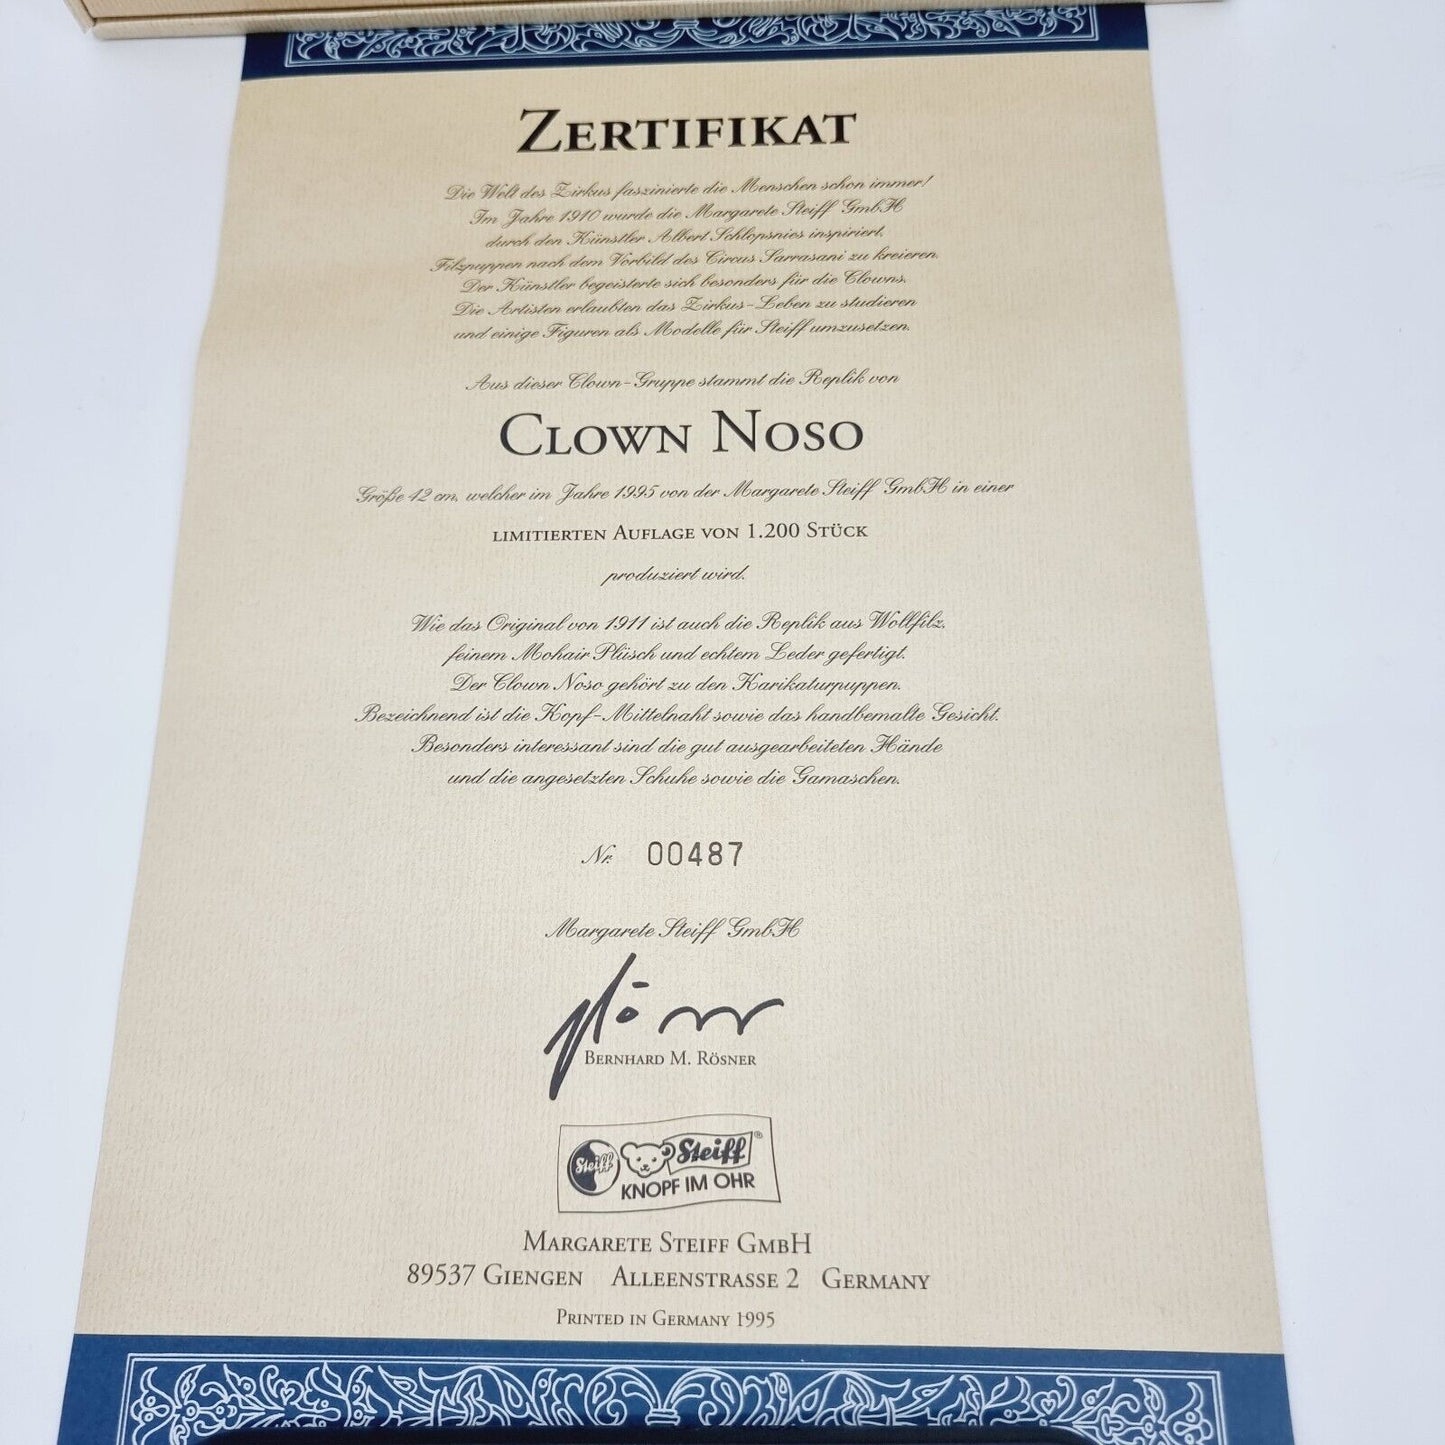 ZERTIFIKAT
Die Welt des Zirkus faszinierte die Menschen schon immer!
Im Jahre 1910 wurde die Margarete Steiff GmbH
durch den Künstler Albert Schlopsnies inspiriert,
Filzpuppen nach dem Vorbild des Circus Sarrasani zu kreieren.
Der Künstler begeisterte sich besonders für die Clowns.
Die Artisten erlaubten das Zirkus-Leben zu studieren
und einige Figuren als Modelle für Steiff umzusetzen.
Aus dieser Clown-Gruppe stammt die Replik von
CLOWN NOSO
Größe 42 cm, welcher im Jahre 1995 von der Margarete Steiff GmbH in einer
LIMITIERTEN AUFLAGE VON 1.200 STÜCK
produziert wird.
Wie das Original von 1911 ist auch die Replik aus Wollfilz,
feinem Mohair Plüsch und echtem Leder gefertigt.
Der Clown Noso gehört zu den Karikaturpuppen.
Bezeichnend ist die Kopf-Mittelnaht sowie das handbemalte Gesicht.
Besonders interessant sind die gut ausgearbeiteten Hände
und die angesetzten Schuhe sowie die Gamaschen.
Nr. 00487
Margarete Steiff GmbH
BERNHARD M. RÖSNER
Steiff Steiff®
KNOPF IM OHR
MARGARETE STEIFF GMBH
89537 GIENGEN ALLEENSTRASSE 2 GERMANY
PRINTED IN GERMANY 1995